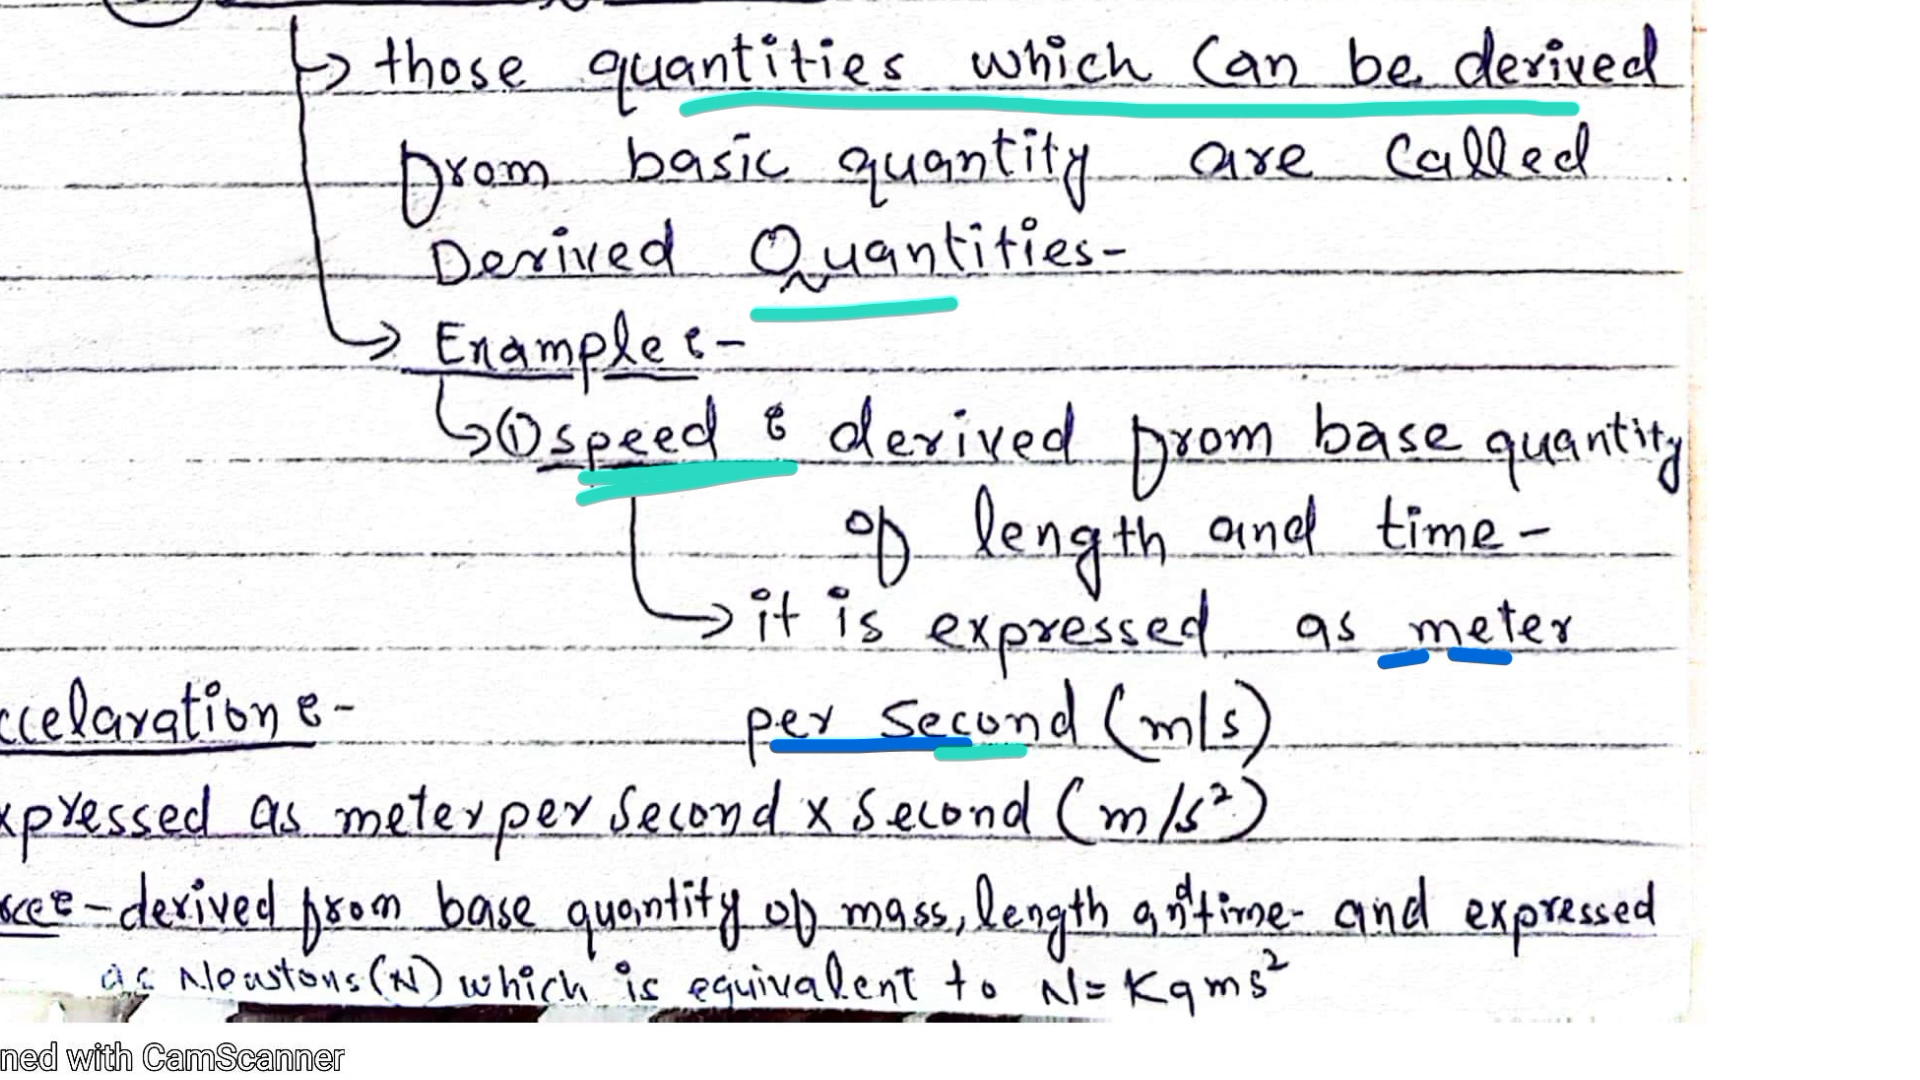 those quantities which can be derived
from basic quantity are called
Derived Quantities-
Example:-
① speed : derived from base quantity
of length and time-
it is expressed as meter
ccelaration:-
per second (m/s)
xpressed as meter per second x second (m/s²)
rce:- derived from base quantity of mass, length and time- and expressed
as Newtons (N) which is equivalent to N= Kgms²
ned with CamScanner